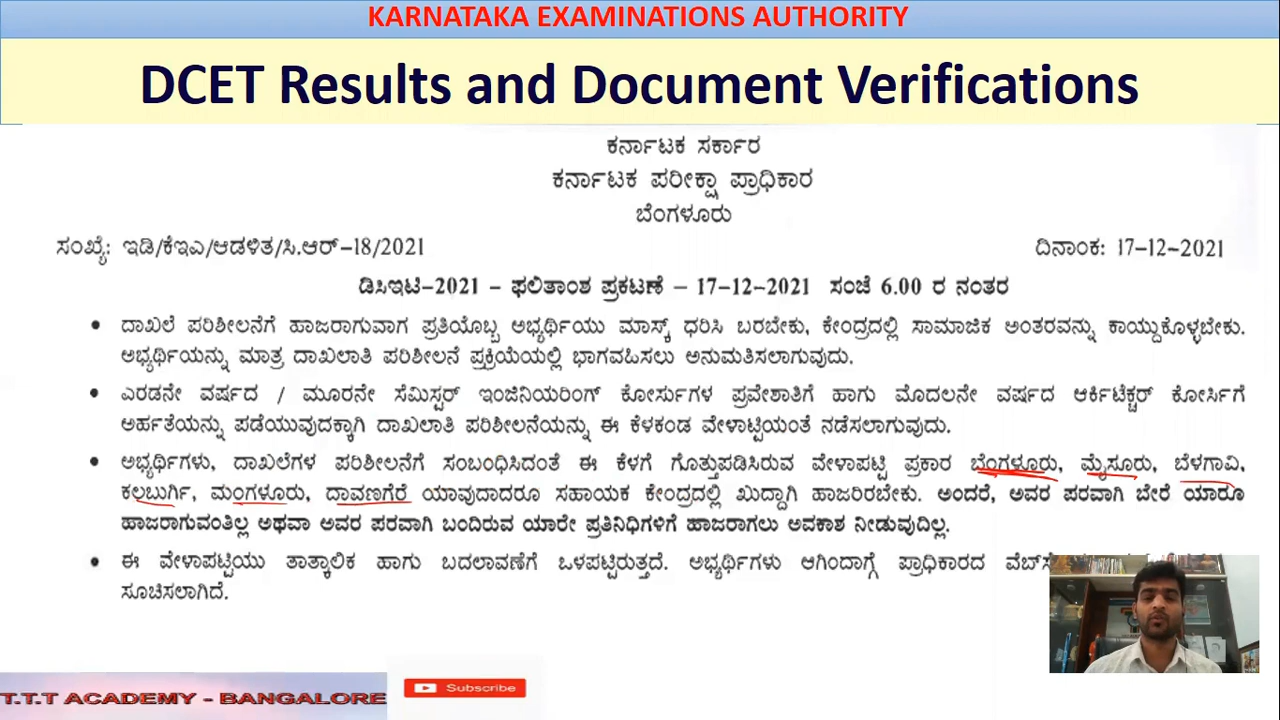 KARNATAKA EXAMINATIONS AUTHORITY
DCET Results and Document Verifications
ಕರ್ನಾಟಕ ಸರ್ಕಾರ
ಕರ್ನಾಟಕ ಪರೀಕ್ಷಾ ಪ್ರಾಧಿಕಾರ
ಬೆಂಗಳೂರು
ಸಂಖ್ಯೆ: ಇಡಿ/ಕೆಇಎ/ಆಡಳಿತ/ಸಿ.ಆರ್-18/2021 ದಿನಾಂಕ: 17-12-2021
ಡಿಸಿಇಟಿ-2021 - ಫಲಿತಾಂಶ ಪ್ರಕಟಣೆ - 17-12-2021 ಸಂಜೆ 6.00 ರ ನಂತರ
• ದಾಖಲೆ ಪರಿಶೀಲನೆಗೆ ಹಾಜರಾಗುವಾಗ ಪ್ರತಿಯೊಬ್ಬ ಅಭ್ಯರ್ಥಿಯು ಮಾಸ್ಕ್ ಧರಿಸಿ ಬರಬೇಕು, ಕೇಂದ್ರದಲ್ಲಿ ಸಾಮಾಜಿಕ ಅಂತರವನ್ನು ಕಾಯ್ದುಕೊಳ್ಳಬೇಕು.
ಅಭ್ಯರ್ಥಿಯನ್ನು ಮಾತ್ರ ದಾಖಲಾತಿ ಪರಿಶೀಲನೆ ಪ್ರಕ್ರಿಯೆಯಲ್ಲಿ ಭಾಗವಹಿಸಲು ಅನುಮತಿಸಲಾಗುವುದು.
• ಎರಡನೇ ವರ್ಷದ / ಮೂರನೇ ಸೆಮಿಸ್ಟರ್ ಇಂಜಿನಿಯರಿಂಗ್ ಕೋರ್ಸುಗಳ ಪ್ರವೇಶಾತಿಗೆ ಹಾಗು ಮೊದಲನೇ ವರ್ಷದ ಆರ್ಕಿಟೆಕ್ಚರ್ ಕೋರ್ಸಿಗೆ
ಅರ್ಹತೆಯನ್ನು ಪಡೆಯುವುದಕ್ಕಾಗಿ ದಾಖಲಾತಿ ಪರಿಶೀಲನೆಯನ್ನು ಈ ಕೆಳಕಂಡ ವೇಳಾಟ್ಟಿಯಂತೆ ನಡೆಸಲಾಗುವುದು.
• ಅಭ್ಯರ್ಥಿಗಳು, ದಾಖಲೆಗಳ ಪರಿಶೀಲನೆಗೆ ಸಂಬಂಧಿಸಿದಂತೆ ಈ ಕೆಳಗೆ ಗೊತ್ತುಪಡಿಸಿರುವ ವೇಳಾಪಟ್ಟಿ ಪ್ರಕಾರ ಬೆಂಗಳೂರು, ಮೈಸೂರು, ಬೆಳಗಾವಿ,
ಕಲಬುರ್ಗಿ, ಮಂಗಳೂರು, ದಾವಣಗೆರೆ ಯಾವುದಾದರೂ ಸಹಾಯಕ ಕೇಂದ್ರದಲ್ಲಿ ಖುದ್ದಾಗಿ ಹಾಜರಿರಬೇಕು. ಅಂದರೆ, ಅವರ ಪರವಾಗಿ ಬೇರೆ ಯಾರೂ
ಹಾಜರಾಗುವಂತಿಲ್ಲ ಅಥವಾ ಅವರ ಪರವಾಗಿ ಬಂದಿರುವ ಯಾರೇ ಪ್ರತಿನಿಧಿಗಳಿಗೆ ಹಾಜರಾಗಲು ಅವಕಾಶ ನೀಡುವುದಿಲ್ಲ.
• ಈ ವೇಳಾಪಟ್ಟಿಯು ತಾತ್ಕಾಲಿಕ ಹಾಗು ಬದಲಾವಣೆಗೆ ಒಳಪಟ್ಟಿರುತ್ತದೆ. ಅಭ್ಯರ್ಥಿಗಳು ಆಗಿಂದಾಗ್ಗೆ ಪ್ರಾಧಿಕಾರದ
ಸೂಚಿಸಲಾಗಿದೆ.
T.T.T ACADEMY - BANGALORE
Subscribe